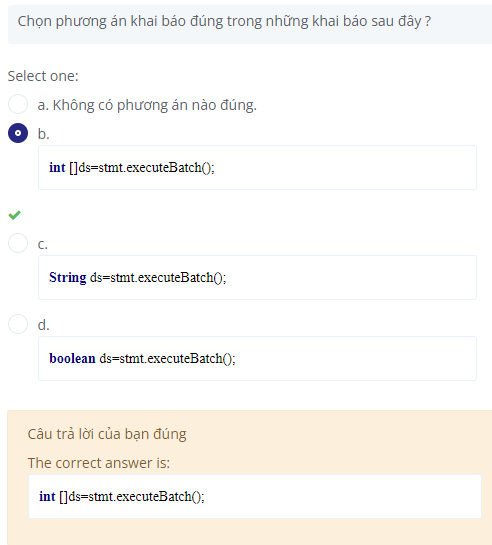 Chọn phương án khai báo đúng trong những khai báo sau đây ?
Select one:
a. Không có phương án nào đúng.
b.
int []ds=stmt.executeBatch();
c.
String ds=stmt.executeBatch();
d.
boolean ds=stmt.executeBatch();
Câu trả lời của bạn đúng
The correct answer is:
int []ds=stmt.executeBatch();